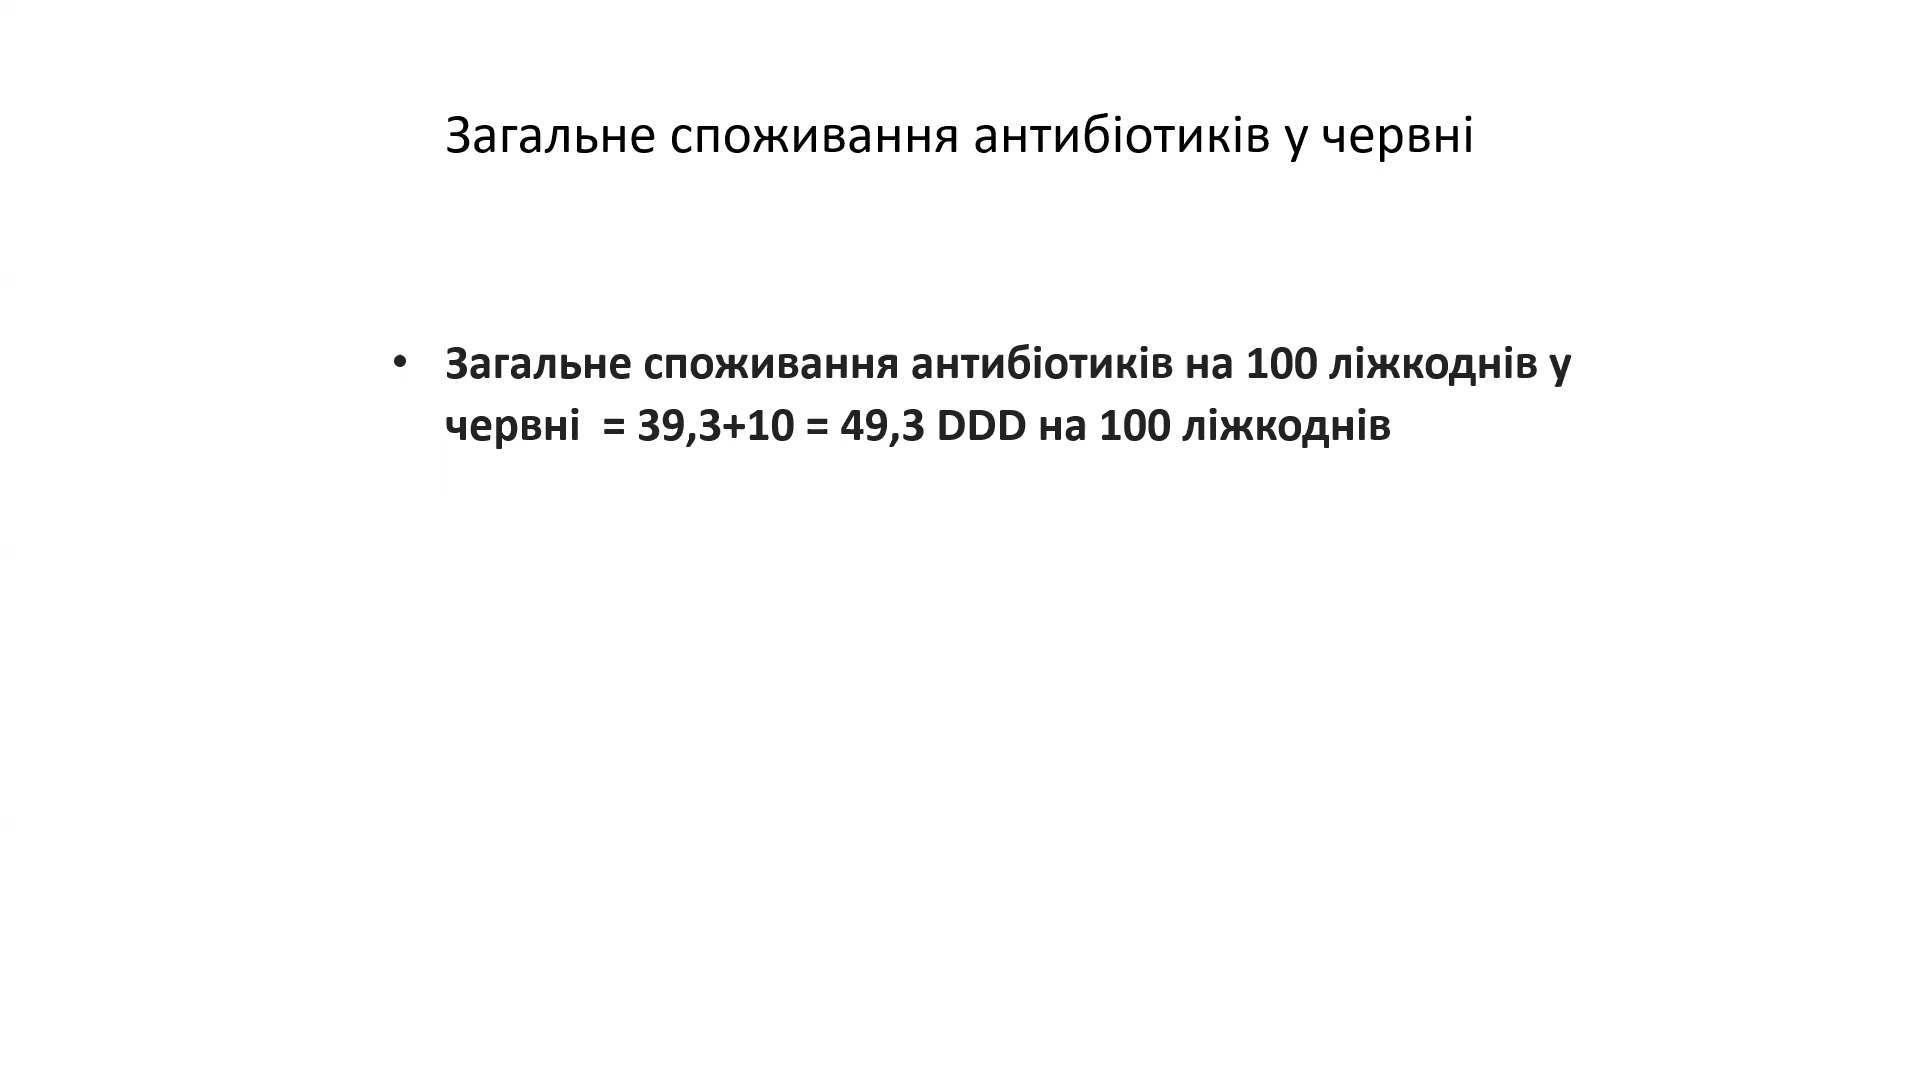 Загальне споживання антибіотиків у червні
• Загальне споживання антибіотиків на 100 ліжкоднів у
червні  = 39,3+10 = 49,3 DDD на 100 ліжкоднів